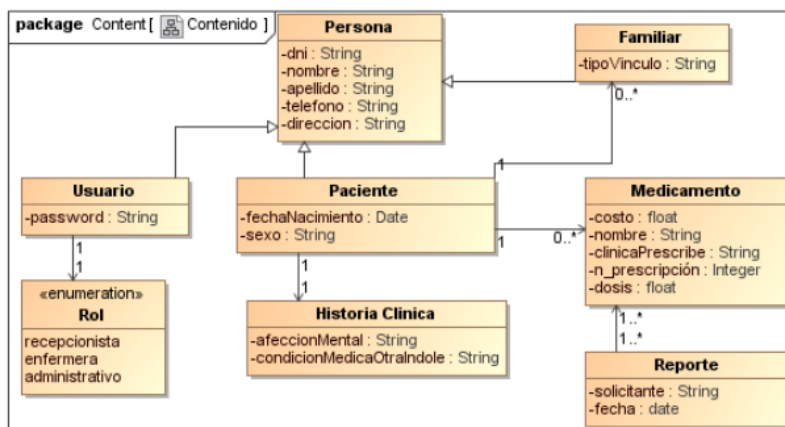 package Content [ Contenido ]
Persona
-dni : String
-nombre : String
-apellido : String
-telefono : String
-direccion : String
Familiar
-tipoVinculo : String
0..*
1
Usuario
-password : String
1
1
Paciente
-fechaNacimiento : Date
-sexo : String
1
0..*
1
1
Medicamento
-costo : float
-nombre : String
-clinicaPrescribe : String
-n_prescripción : Integer
-dosis : float
«enumeration»
Rol
recepcionista
enfermera
administrativo
Historia Clinica
-afeccionMental : String
-condicionMedicaOtraIndole : String
1..*
1..*
Reporte
-solicitante : String
-fecha : date